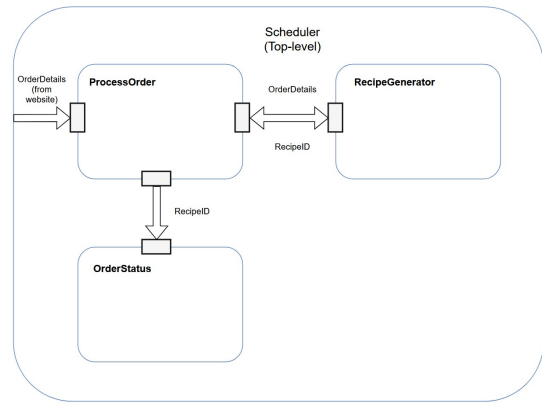 Scheduler
(Top-level)
OrderDetails
(from
website)
ProcessOrder
OrderDetails
RecipeID
RecipeGenerator
RecipeID
OrderStatus